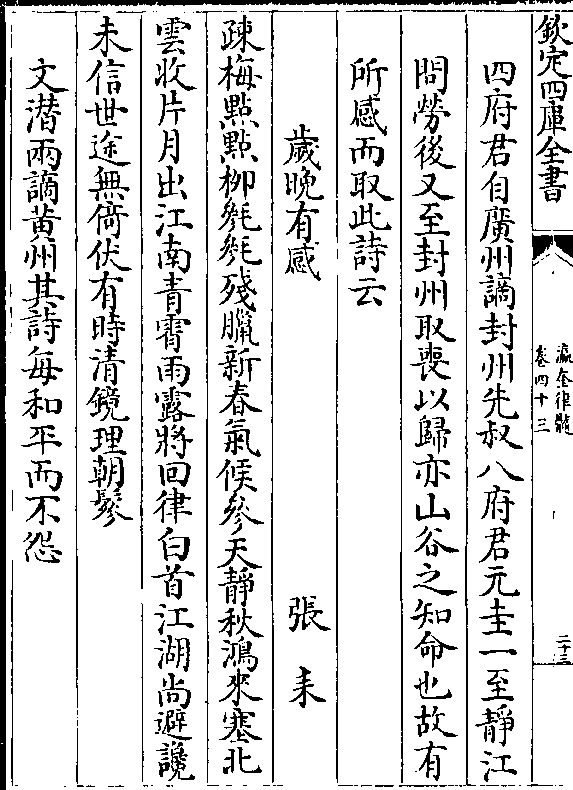 欽定四庫全書
瀛奎律髓
卷四十三
二十三
四府君自廣州謫封州先叔八府君元圭一至靜江
問勞後又至封州取喪以歸亦山谷之知命也故有
所感而取此詩云
歲晚有感 張耒
疎梅點點柳毿毿殘臘新春氣候參天靜秋鴻來塞北
雲收片月出江南青霄雨露將回律白首江湖尚避讒
未信世途無倚伏有時清鏡理朝鬖
文潛兩謫黃州其詩每和平而不怨